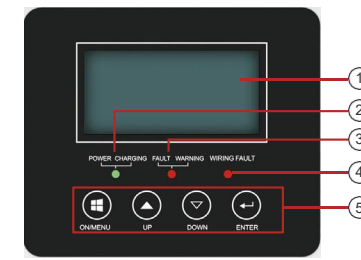 1
2
POWER CHARGING FAULT WARNING WIRING FAULT
3
4
5
ON/MENU UP DOWN ENTER